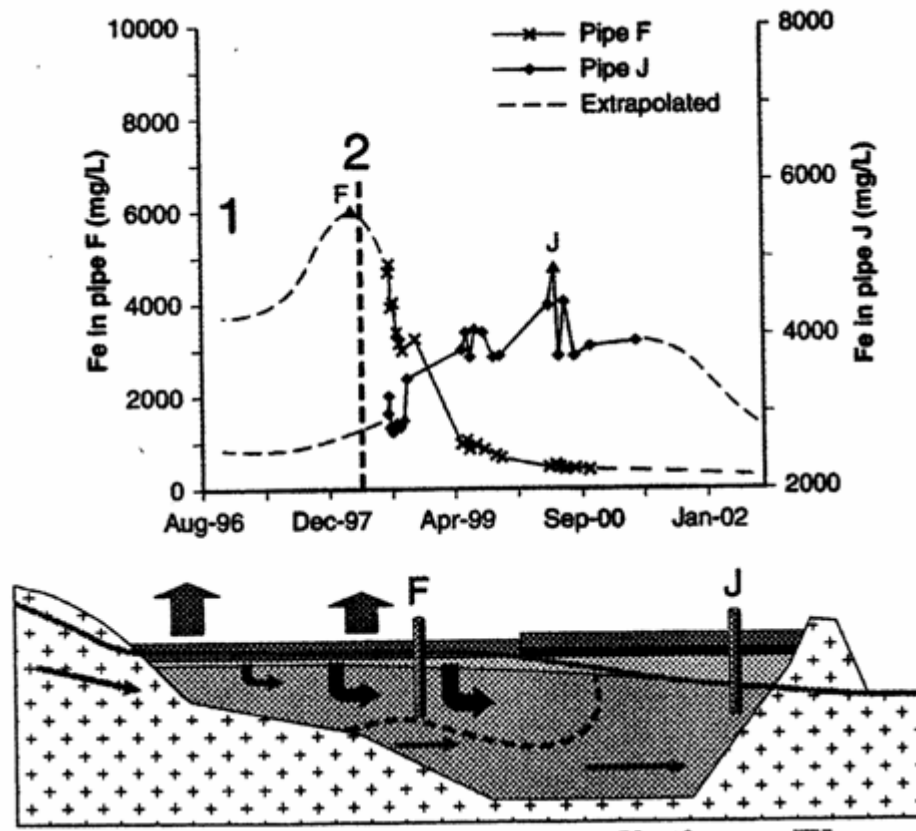 10000
8000
6000
4000
2000
0
Fe in pipe F (mg/L)
Pipe F
Pipe J
Extrapolated
1
F
2
J
8000
6000
4000
2000
Fe in pipe J (mg/L)
Aug-96 Dec-97 Apr-99 Sep-00 Jan-02
F
J